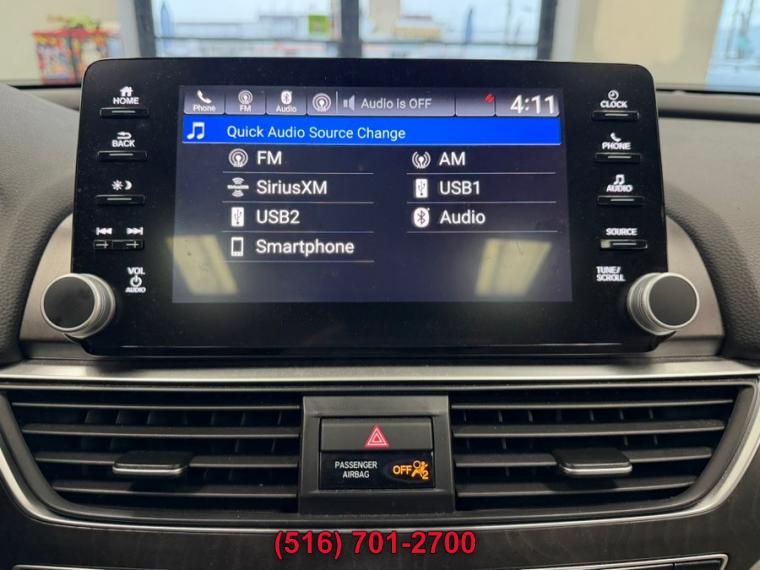 HOME
BACK
VOL
AUDIO
Phone
FM
Audio
Audio is OFF
4:11
Quick Audio Source Change
FM
AM
SiriusXM
USB1
USB2
Audio
Smartphone
CLOCK
PHONE
AUDIO
SOURCE
TUNE/
SCROLL
PASSENGER
AIRBAG
OFF
2
(516) 701-2700